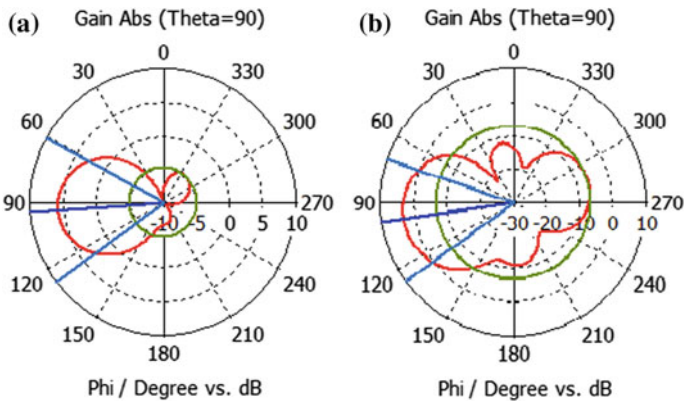 (a) Gain Abs (Theta=90)
0
30 330
60 300
90 270
-10 -5 0 5 10
120 240
150 210
180
Phi / Degree vs. dB
(b) Gain Abs (Theta=90)
0
30 330
60 300
90 270
-30 -20 -10 0 10
120 240
150 210
180
Phi / Degree vs. dB